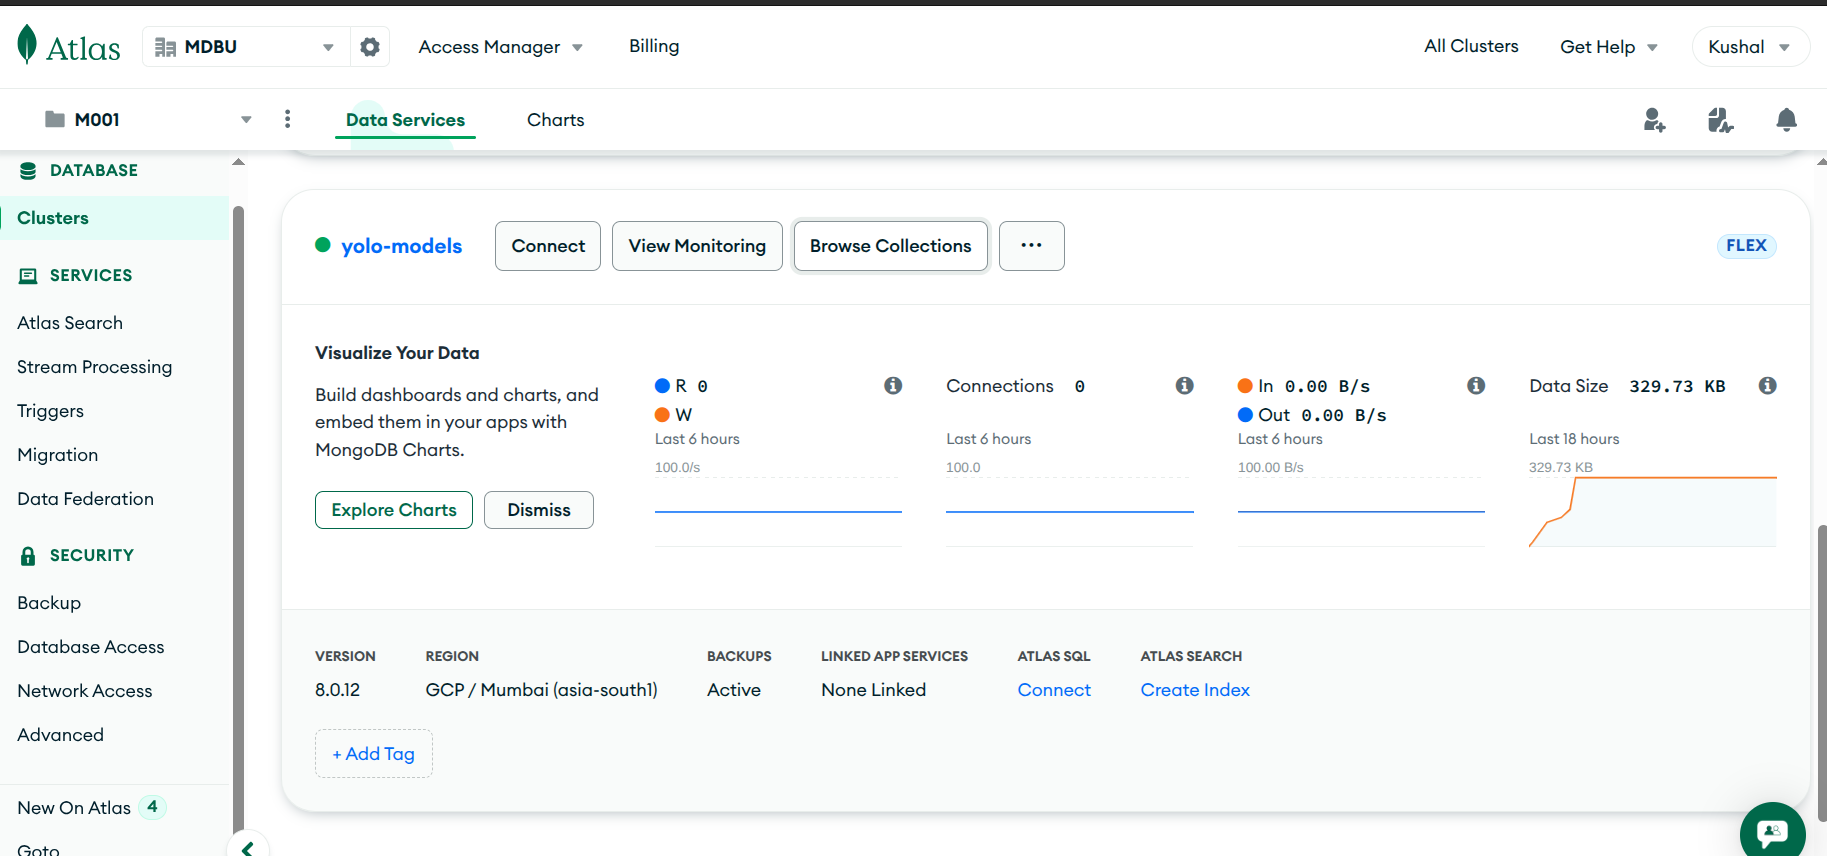 Atlas
MDBU
Access Manager
Billing
All Clusters
Get Help
Kushal
M001
Data Services
Charts
DATABASE
Clusters
SERVICES
Atlas Search
Stream Processing
Triggers
Migration
Data Federation
SECURITY
Backup
Database Access
Network Access
Advanced
New On Atlas 4
Goto
yolo-models
Connect
View Monitoring
Browse Collections
...
FLEX
Visualize Your Data
Build dashboards and charts, and
embed them in your apps with
MongoDB Charts.
Explore Charts
Dismiss
R 0
W
Last 6 hours
100.0/s
Connections 0
Last 6 hours
100.0
In 0.00 B/s
Out 0.00 B/s
Last 6 hours
100.00 B/s
Data Size 329.73 KB
Last 18 hours
329.73 KB
VERSION
8.0.12
REGION
GCP / Mumbai (asia-south1)
BACKUPS
Active
LINKED APP SERVICES
None Linked
ATLAS SQL
Connect
ATLAS SEARCH
Create Index
+ Add Tag